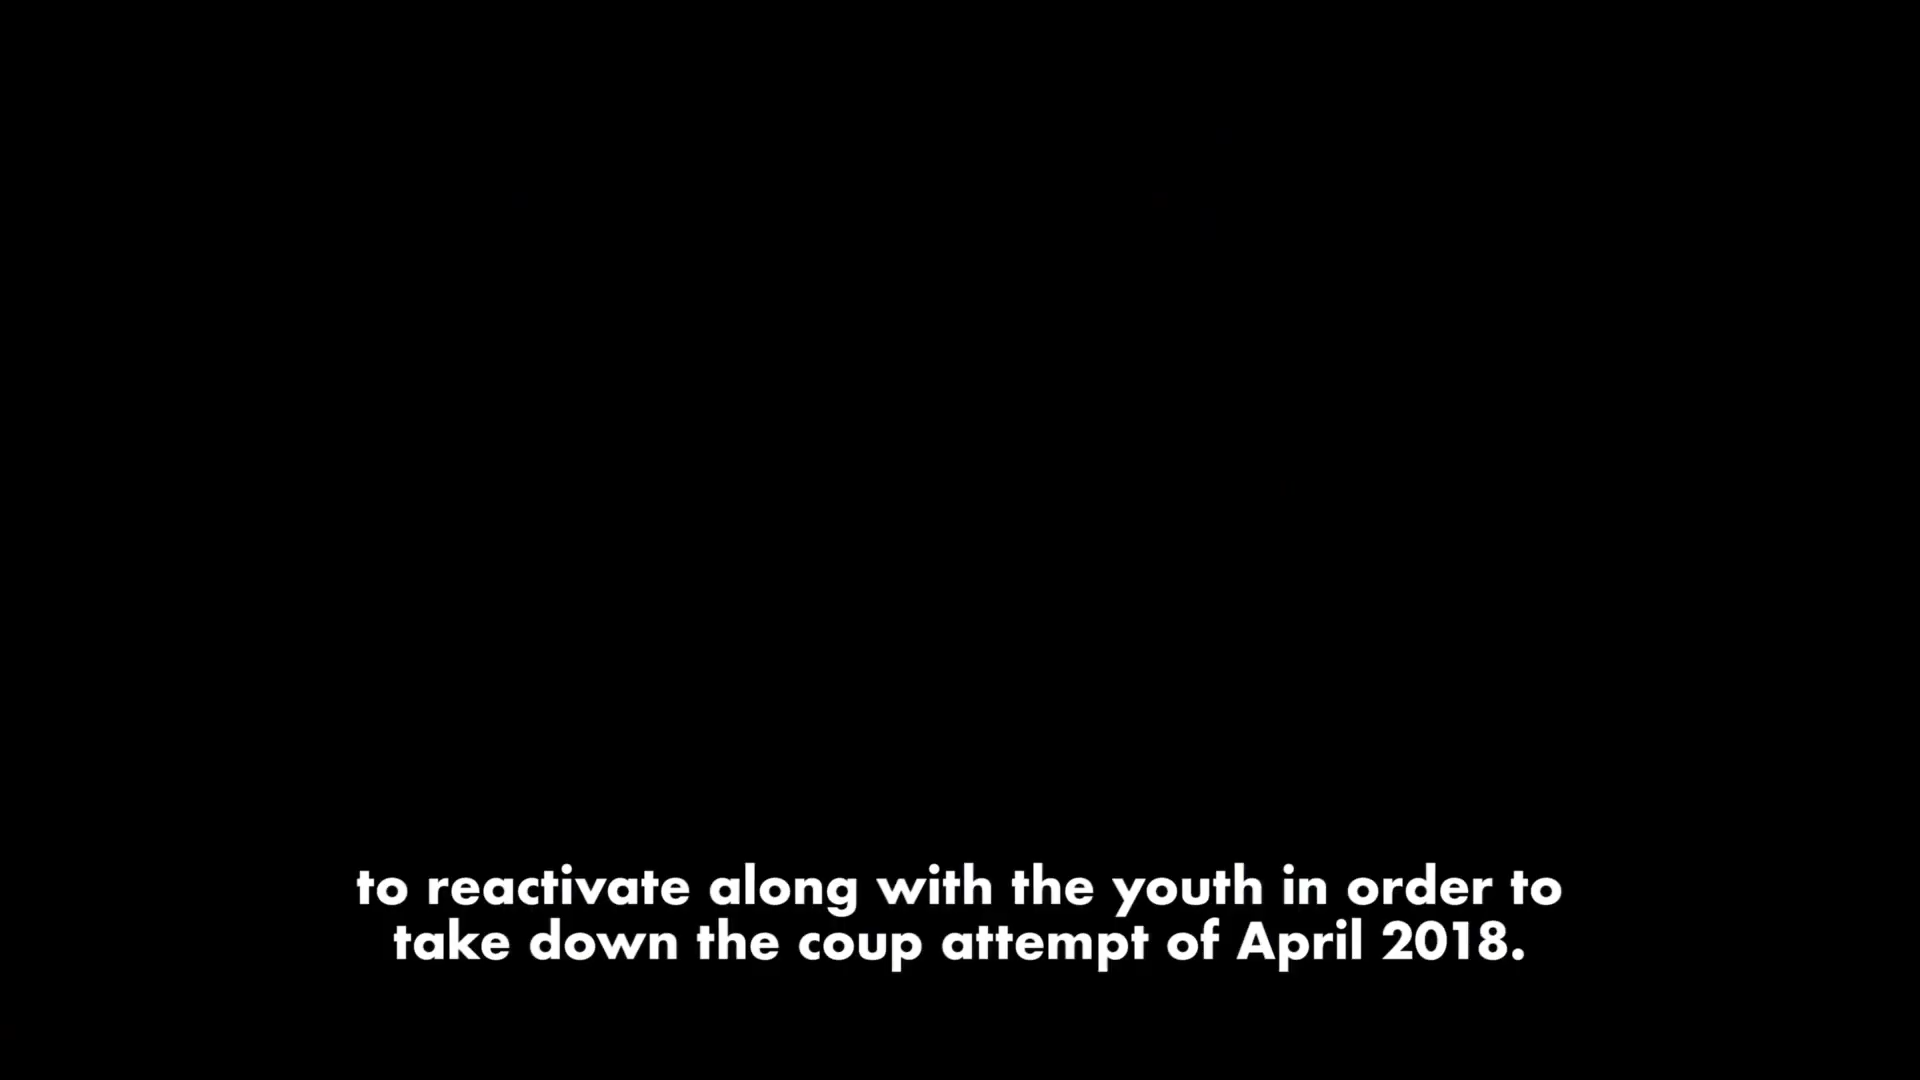 to reactivate along with the youth in order to
take down the coup attempt of April 2018.